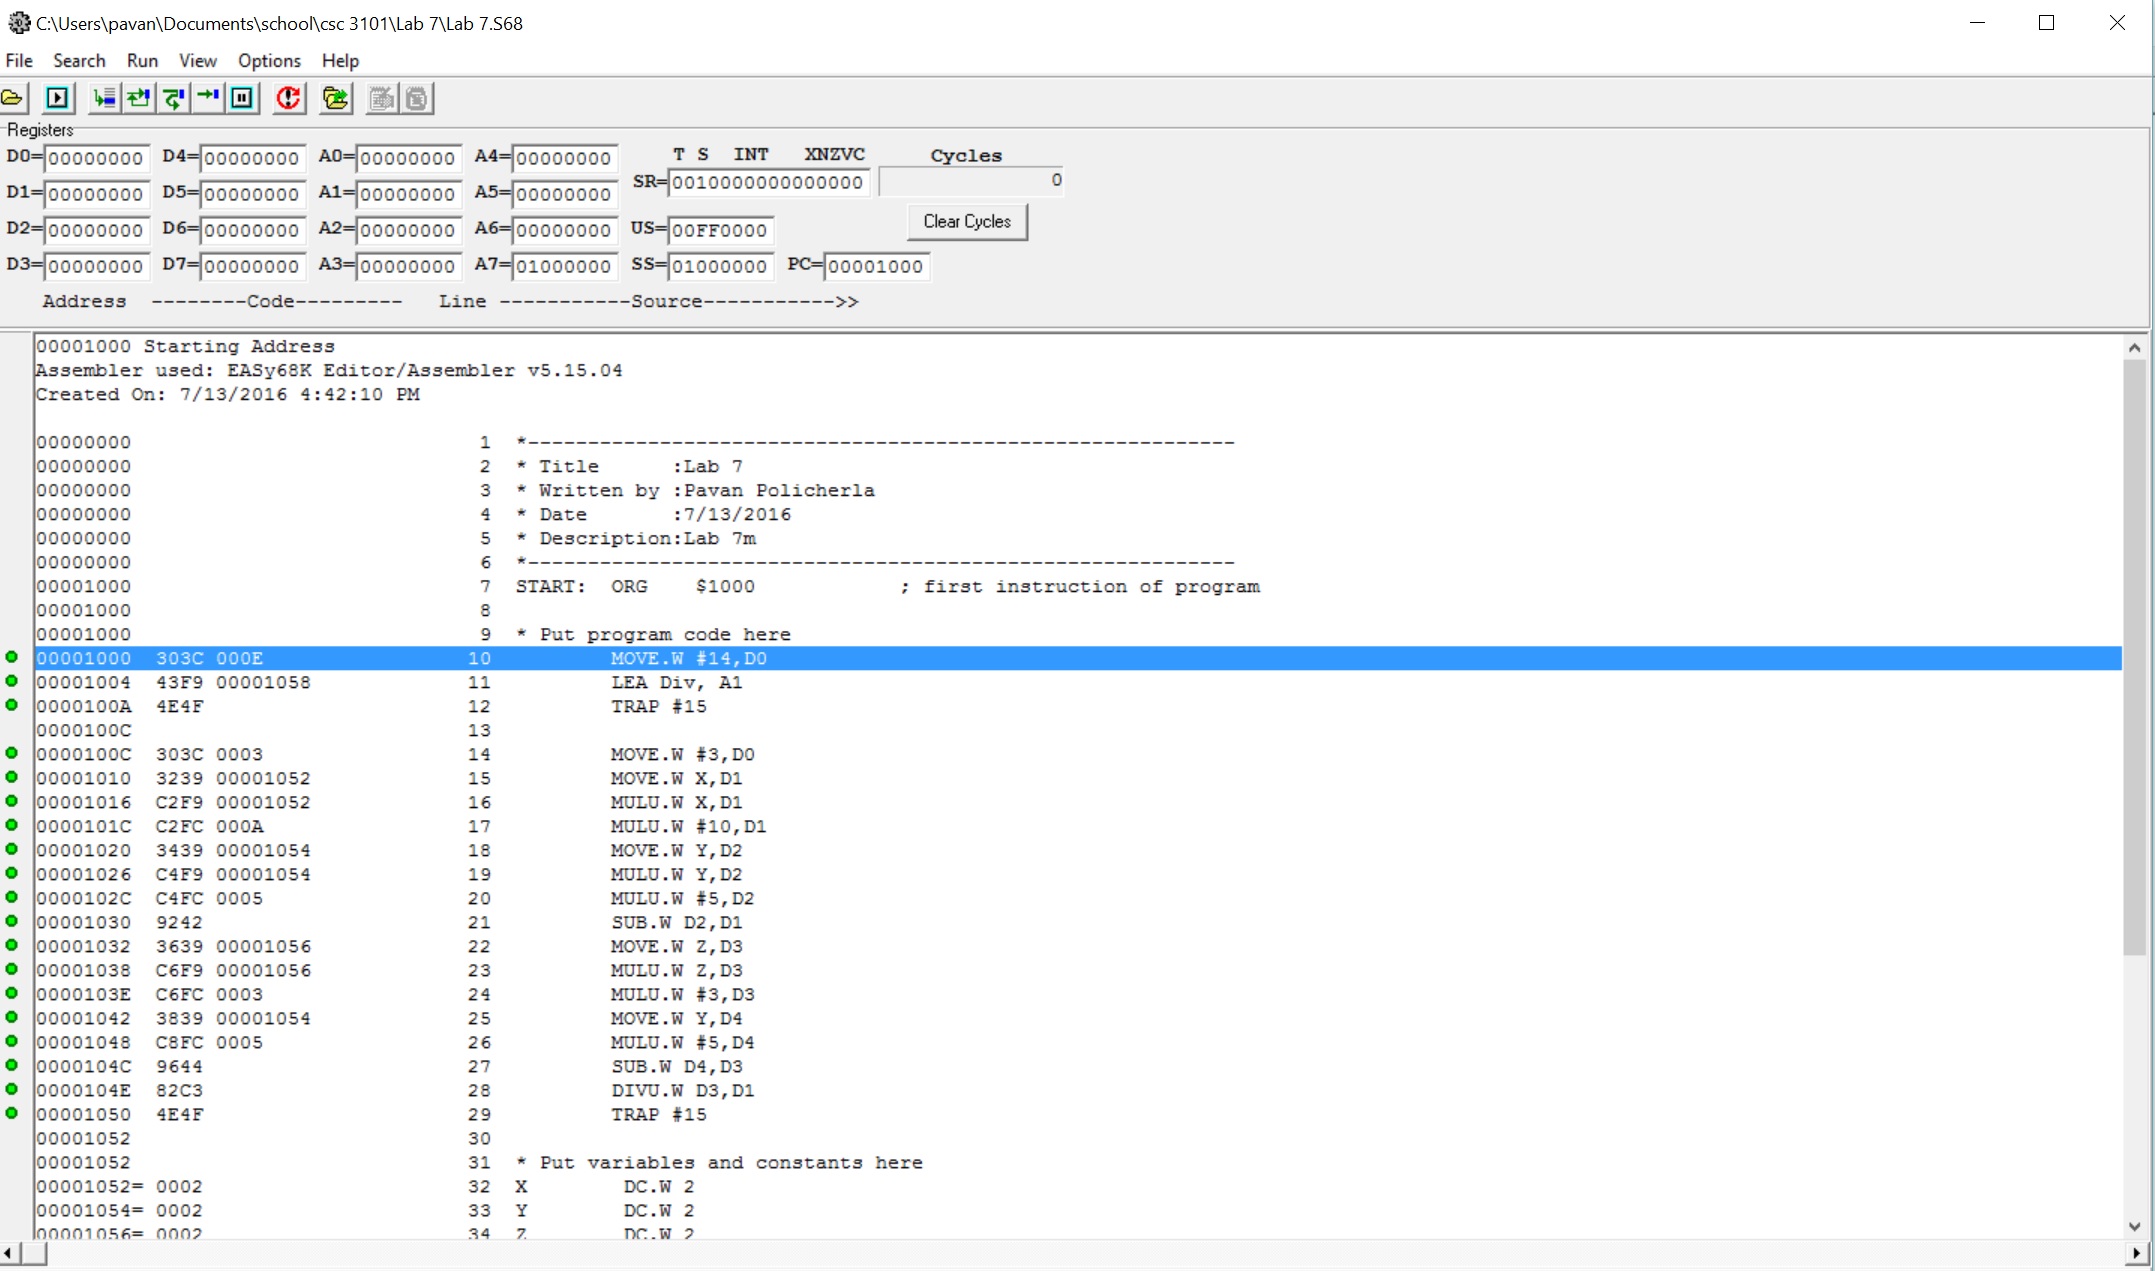 C:\Users\pavan\Documents\school\csc 3101\Lab 7\Lab 7.S68
File Search Run View Options Help
Registers
D0= 00000000 D4= 00000000 A0= 00000000 A4= 00000000 T S INT XNZVC Cycles
SR= 0010000000000000 0
D1= 00000000 D5= 00000000 A1= 00000000 A5= 00000000
D2= 00000000 D6= 00000000 A2= 00000000 A6= 00000000 US= 00FF0000 Clear Cycles
D3= 00000000 D7= 00000000 A3= 00000000 A7= 01000000 SS= 01000000 PC= 00001000
Address --------Code--------- Line -----------Source----------->>
00001000 Starting Address
Assembler used: EASy68K Editor/Assembler v5.15.04
Created On: 7/13/2016 4:42:10 PM
00000000 1 *-----------------------------------------------------------
00000000 2 * Title :Lab 7
00000000 3 * Written by :Pavan Policherla
00000000 4 * Date :7/13/2016
00000000 5 * Description:Lab 7m
00000000 6 *-----------------------------------------------------------
00001000 7 START: ORG $1000 ; first instruction of program
00001000 8
00001000 9 * Put program code here
00001000 303C 000E 10 MOVE.W #14,D0
00001004 43F9 00001058 11 LEA Div, A1
0000100A 4E4F 12 TRAP #15
0000100C 13
0000100C 303C 0003 14 MOVE.W #3,D0
00001010 3239 00001052 15 MOVE.W X,D1
00001016 C2F9 00001052 16 MULU.W X,D1
0000101C C2FC 000A 17 MULU.W #10,D1
00001020 3439 00001054 18 MOVE.W Y,D2
00001026 C4F9 00001054 19 MULU.W Y,D2
0000102C C4FC 0005 20 MULU.W #5,D2
00001030 9242 21 SUB.W D2,D1
00001032 3639 00001056 22 MOVE.W Z,D3
00001038 C6F9 00001056 23 MULU.W Z,D3
0000103E C6FC 0003 24 MULU.W #3,D3
00001042 3839 00001054 25 MOVE.W Y,D4
00001048 C8FC 0005 26 MULU.W #5,D4
0000104C 9644 27 SUB.W D4,D3
0000104E 82C3 28 DIVU.W D3,D1
00001050 4E4F 29 TRAP #15
00001052 30
00001052 31 * Put variables and constants here
00001052= 0002 32 X DC.W 2
00001054= 0002 33 Y DC.W 2
00001056= 0002 34 Z DC.W 2